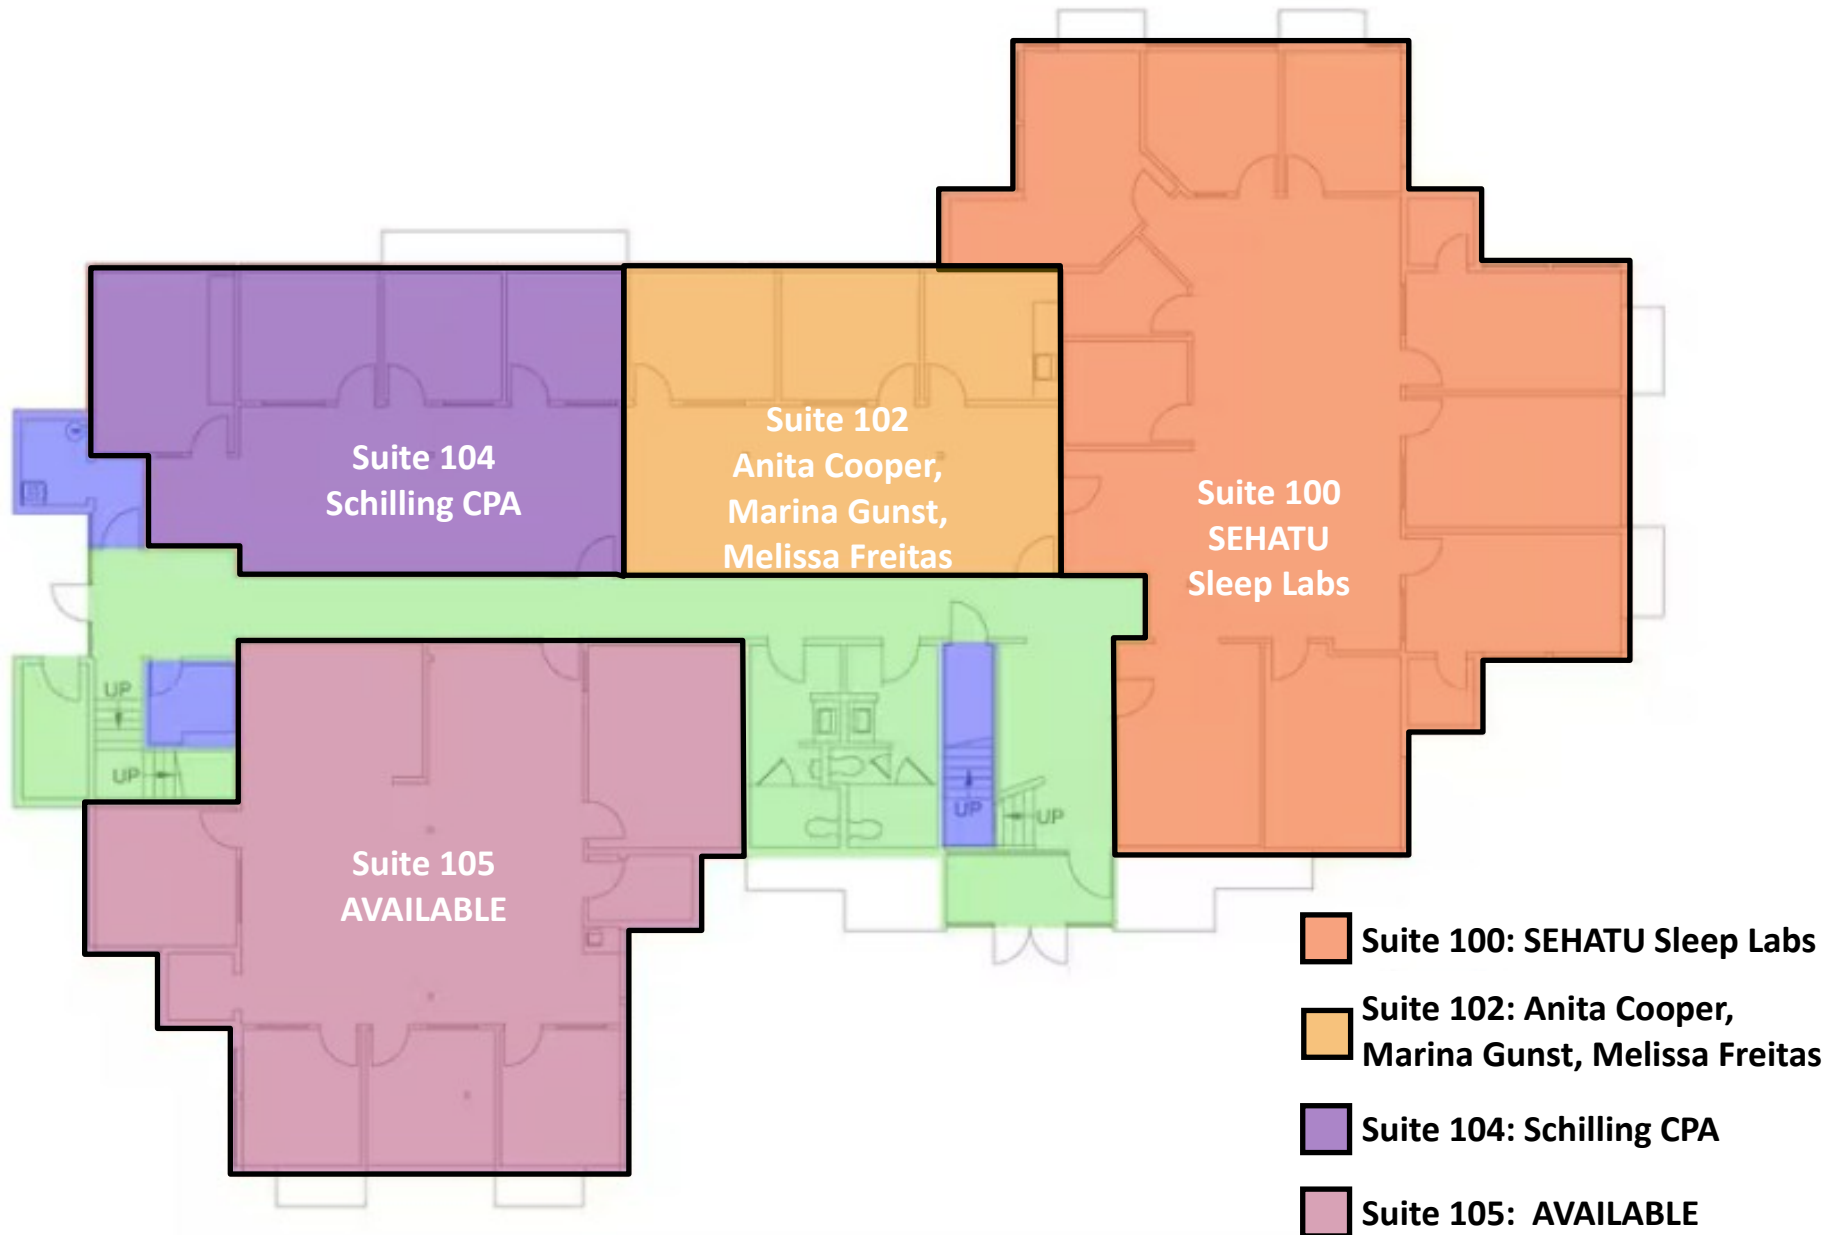 Suite 104
Schilling CPA
Suite 102
Anita Cooper,
Marina Gunst,
Melissa Freitas
Suite 100
SEHATU
Sleep Labs
UP
UP
UP
UP
Suite 105
AVAILABLE
Suite 100: SEHATU Sleep Labs
Suite 102: Anita Cooper,
Marina Gunst, Melissa Freitas
Suite 104: Schilling CPA
Suite 105:  AVAILABLE